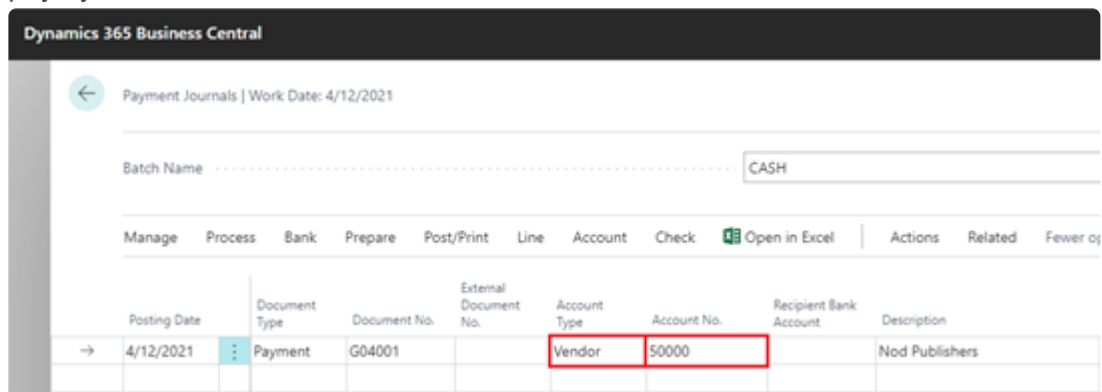 Dynamics 365 Business Central
Payment Journals | Work Date: 4/12/2021
Batch Name CASH
Manage Process Bank Prepare Post/Print Line Account Check Open in Excel Actions Related Fewer op
Posting Date Document Type Document No. External Document No. Account Type Account No. Recipient Bank Account Description
4/12/2021 Payment G04001 Vendor 50000 Nod Publishers